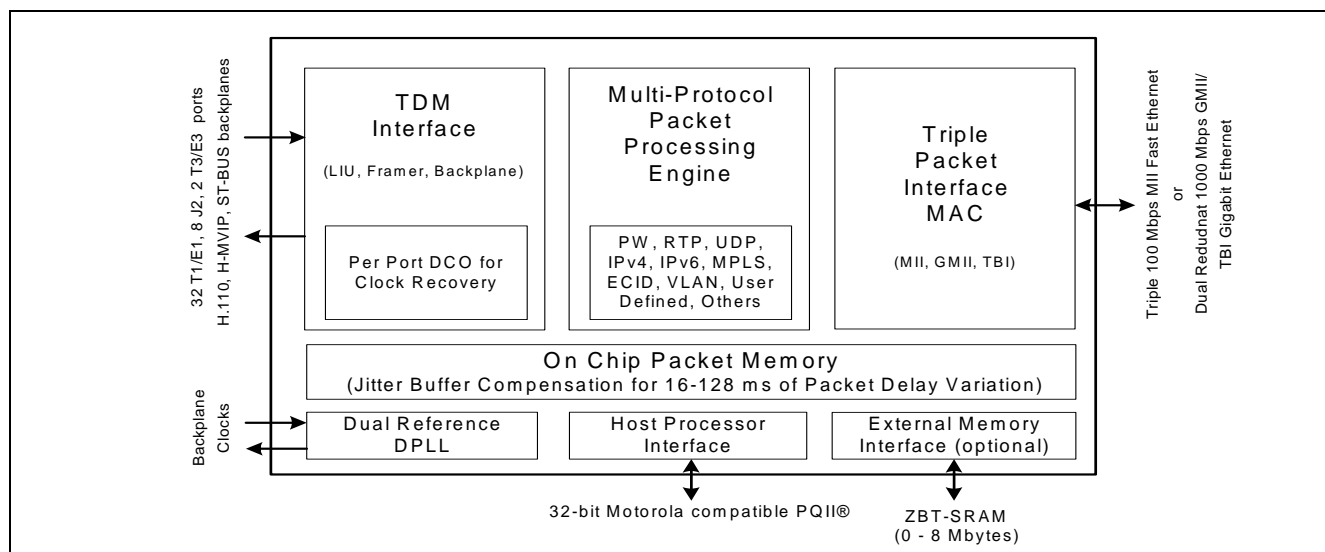 32 T1/E1, 8 J2, 2 T3/E3 ports
H.110, H-MVIP, ST-BUS backplanes
TDM
Interface
(LIU, Framer, Backplane)
Per Port DCO for
Clock Recovery
Multi-Protocol
Packet
Processing
Engine
PW, RTP, UDP,
IPv4, IPv6, MPLS,
ECID, VLAN, User
Defined, Others
Triple
Packet
Interface
MAC
(MII, GMII, TBI)
Triple 100 Mbps MII Fast Ethernet
or
Dual Redudnat 1000 Mbps GMII/
TBI Gigabit Ethernet
On Chip Packet Memory
(Jitter Buffer Compensation for 16-128 ms of Packet Delay Variation)
Backplane
Clocks
Dual Reference
DPLL
Host Processor
Interface
External Memory
Interface (optional)
32-bit Motorola compatible PQII®
ZBT-SRAM
(0 - 8 Mbytes)